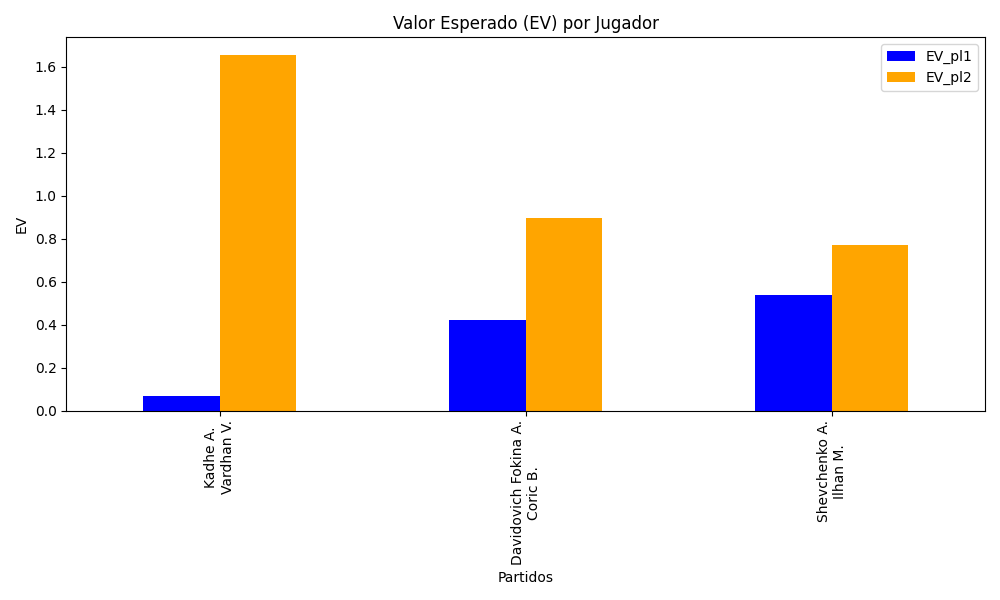 Valor Esperado (EV) por Jugador
EV_pl1
EV_pl2
EV
1.6
1.4
1.2
1.0
0.8
0.6
0.4
0.2
0.0
Kadhe A.
Vardhan V.
Davidovich Fokina A.
Coric B.
Shevchenko A.
Ilhan M.
Partidos